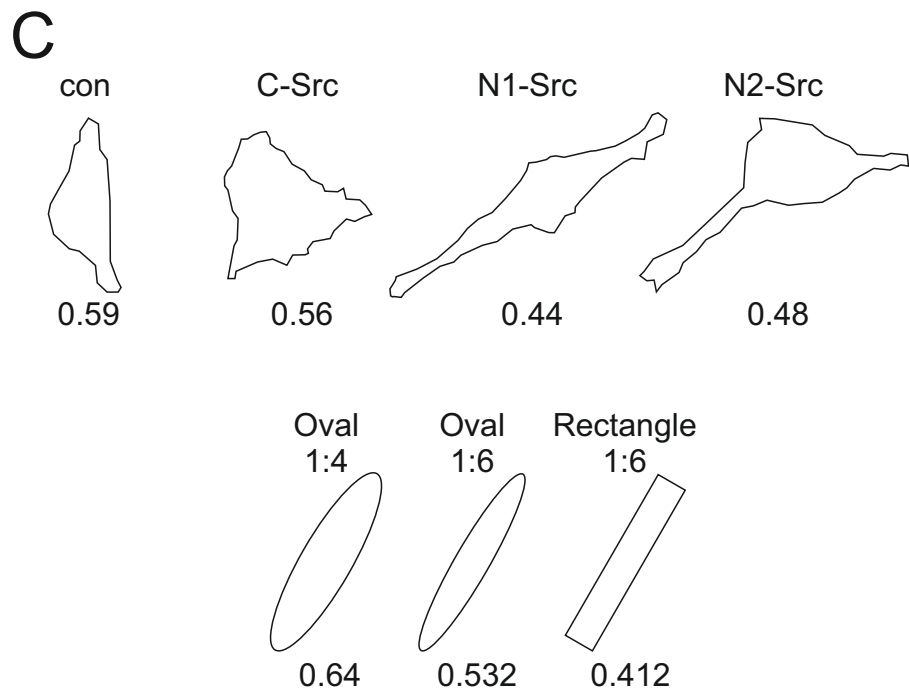 C
con C-Src N1-Src N2-Src
0.59 0.56 0.44 0.48
Oval Oval Rectangle
1:4 1:6 1:6
0.64 0.532 0.412